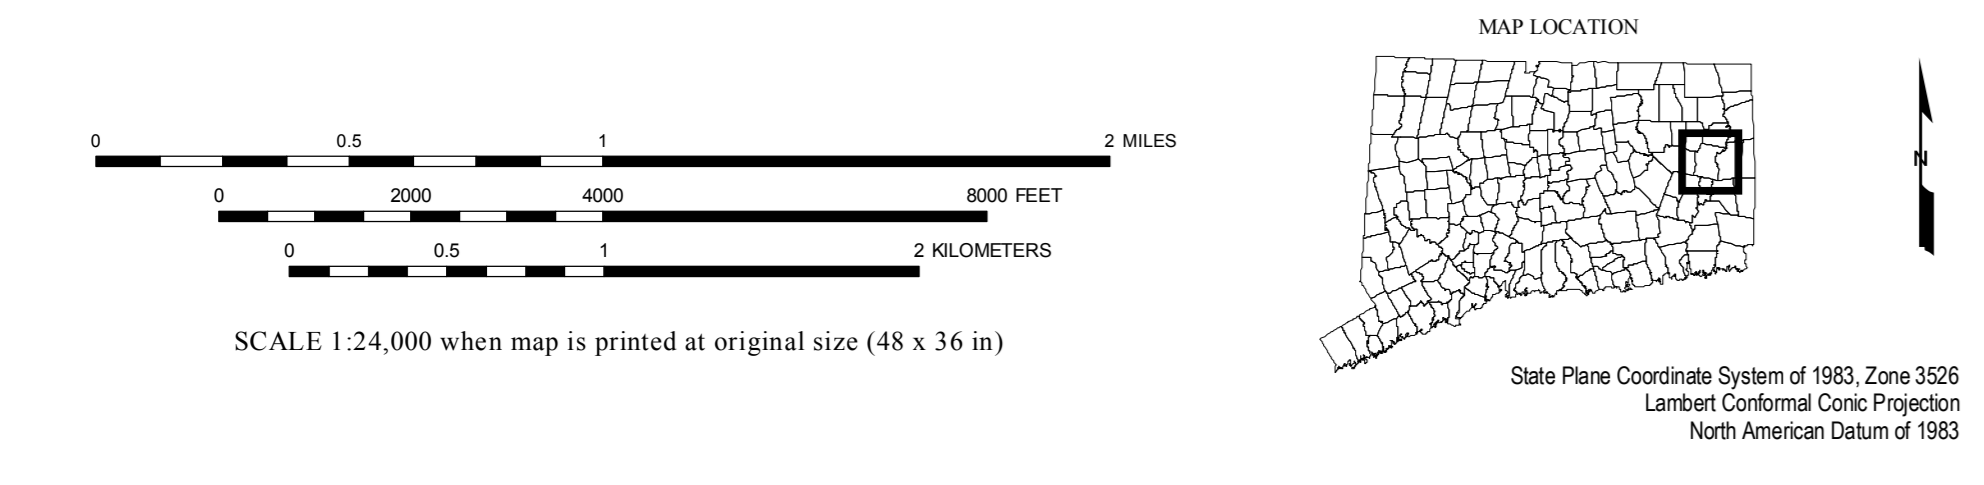 0 0.5 1 2 MILES
0 2000 4000 8000 FEET
0 0.5 1 2 KILOMETERS
SCALE 1:24,000 when map is printed at original size (48 x 36 in)
MAP LOCATION
N
State Plane Coordinate System of 1983, Zone 3526
Lambert Conformal Conic Projection
North American Datum of 1983